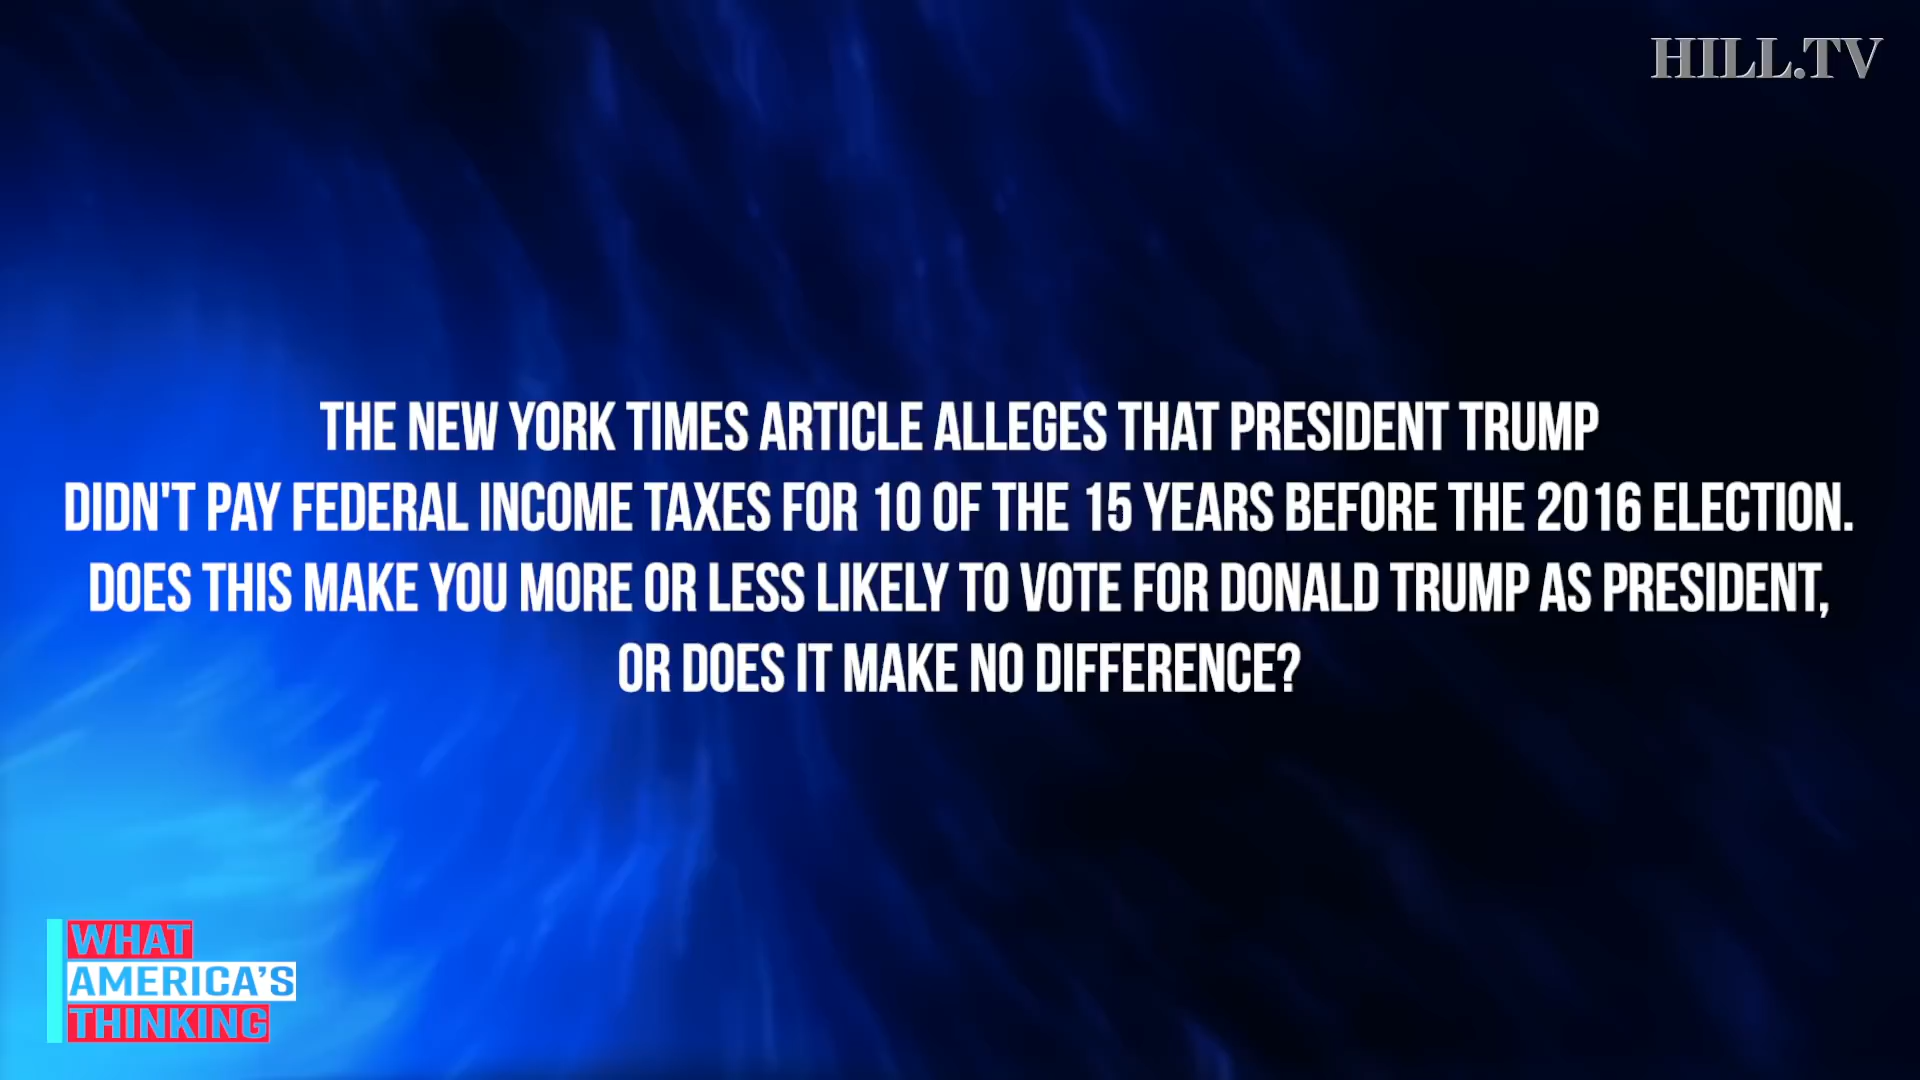 HILL.TV
THE NEW YORK TIMES ARTICLE ALLEGES THAT PRESIDENT TRUMP
DIDN'T PAY FEDERAL INCOME TAXES FOR 10 OF THE 15 YEARS BEFORE THE 2016 ELECTION.
DOES THIS MAKE YOU MORE OR LESS LIKELY TO VOTE FOR DONALD TRUMP AS PRESIDENT,
OR DOES IT MAKE NO DIFFERENCE?
WHAT
AMERICA'S
THINKING